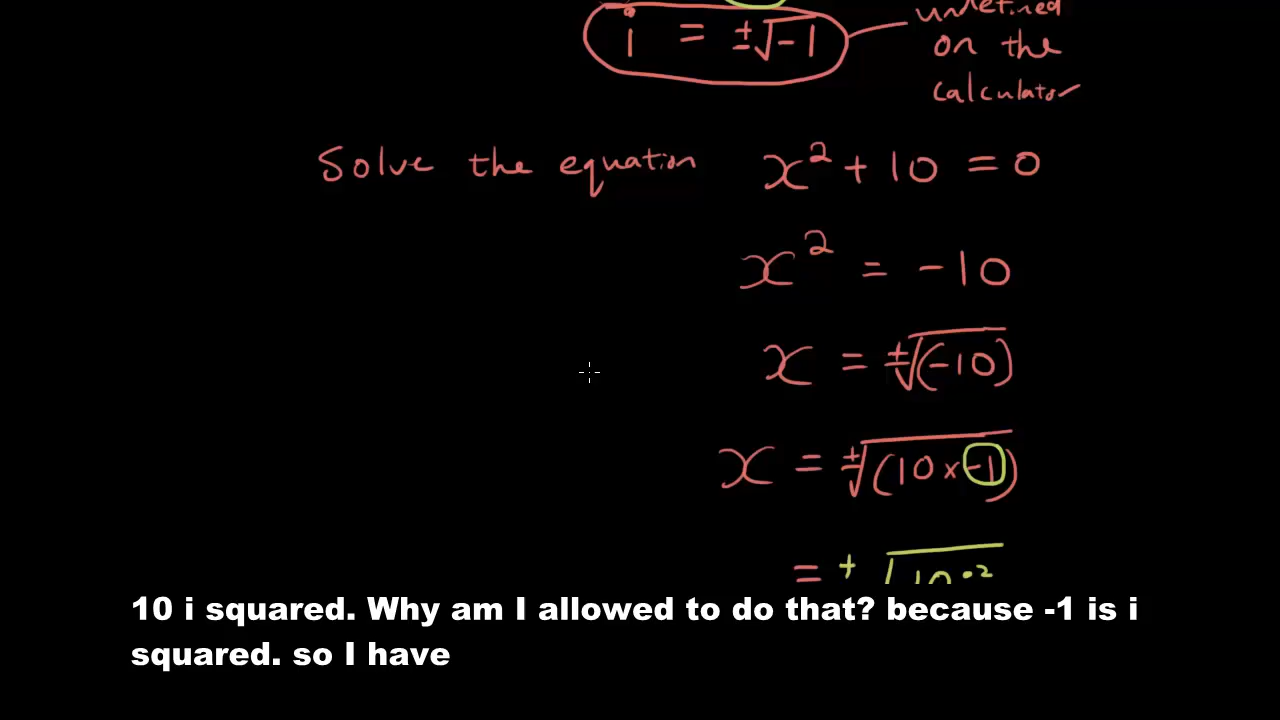 i = ±√-1
undefined
on the
calculator
Solve the equation x² + 10 = 0
x² = -10
x = ±√(-10)
x = ±√(10 × -1)
= ± √10i²
10 i squared. Why am I allowed to do that? because -1 is i
squared. so I have